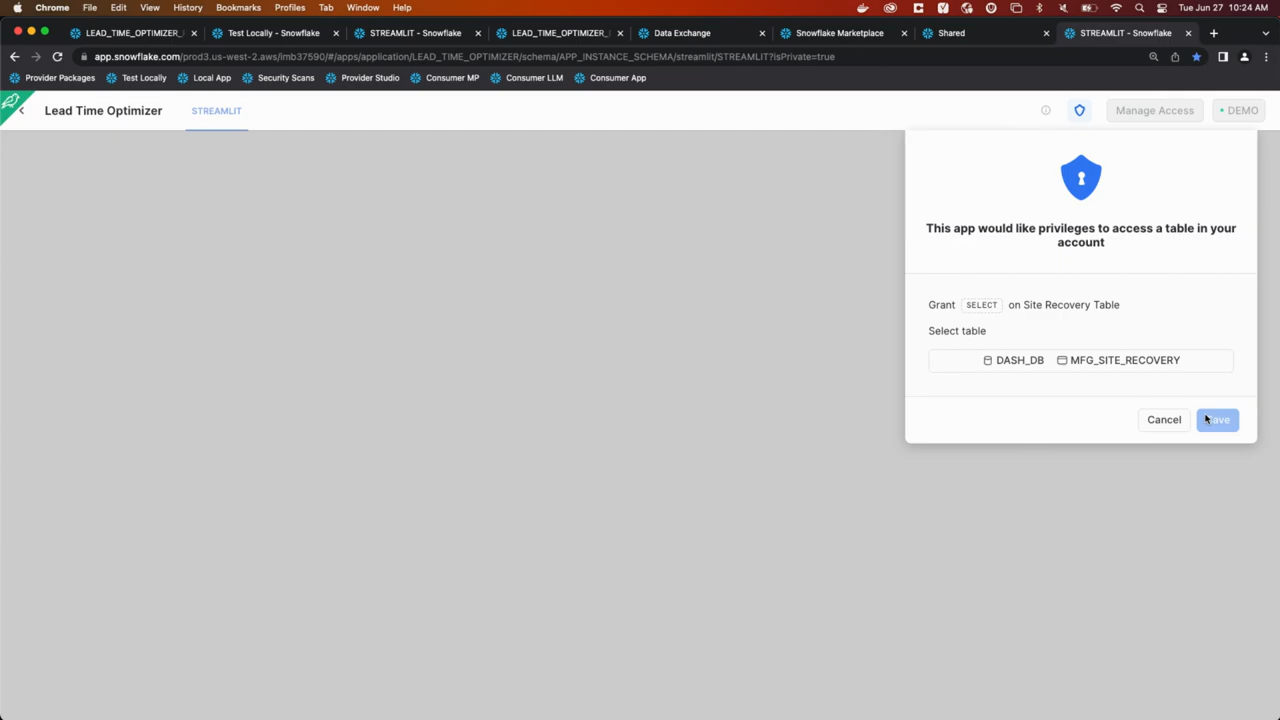 Chrome File Edit View History Bookmarks Profiles Tab Window Help
Tue Jun 27 10:24 AM
LEAD_TIME_OPTIMIZER_ Test Locally - Snowflake STREAMLIT - Snowflake LEAD_TIME_OPTIMIZER_ Data Exchange Snowflake Marketplace Shared STREAMLIT - Snowflake
app.snowflake.com/prod3.us-west-2.aws/imb37590/#/apps/application/LEAD_TIME_OPTIMIZER/schema/APP_INSTANCE_SCHEMA/streamlit/STREAMLIT?isPrivate=true
Provider Packages Test Locally Local App Security Scans Provider Studio Consumer MP Consumer LLM Consumer App
Lead Time Optimizer STREAMLIT Manage Access DEMO
This app would like privileges to access a table in your
account
Grant SELECT on Site Recovery Table
Select table
DASH_DB MFG_SITE_RECOVERY
Cancel